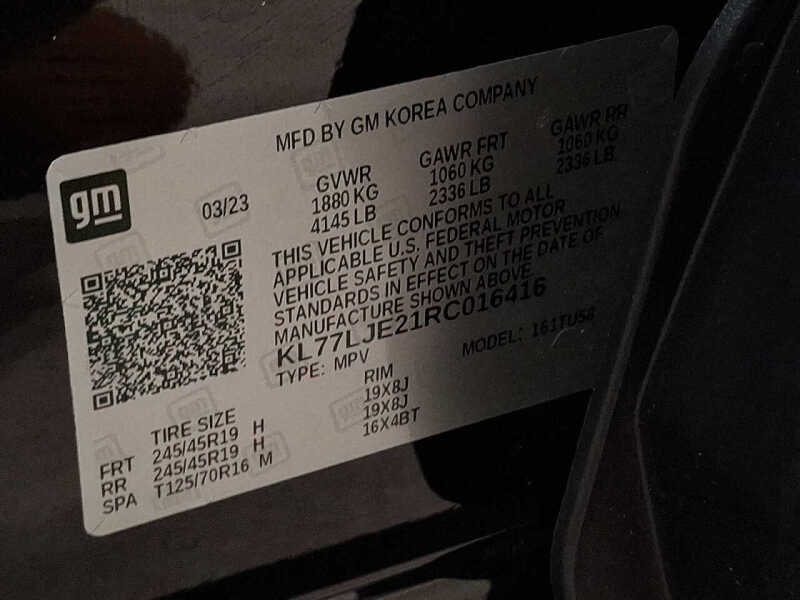 MFD BY GM KOREA COMPANY
gm
03/23
GVWR GAWR FRT GAWR RR
1880 KG 1060 KG 1060 KG
4145 LB 2336 LB 2336 LB
THIS VEHICLE CONFORMS TO ALL
APPLICABLE U.S. FEDERAL MOTOR
VEHICLE SAFETY AND THEFT PREVENTION
STANDARDS IN EFFECT ON THE DATE OF
MANUFACTURE SHOWN ABOVE
KL77LJE21RC016416
TYPE: MPV MODEL: 161TU58
TIRE SIZE RIM
FRT 245/45R19 H 19X8J
RR 245/45R19 H 19X8J
SPA T125/70R16 M 16X4BT